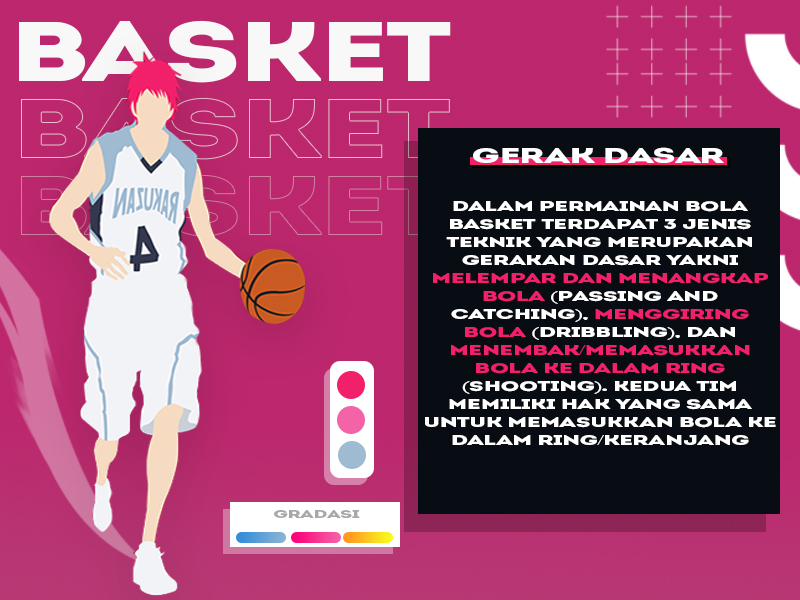 BASKET
BASKET
BASKET
RAKUZAN
4
GERAK DASAR
DALAM PERMAINAN BOLA
BASKET TERDAPAT 3 JENIS
TEKNIK YANG MERUPAKAN
GERAKAN DASAR YAKNI
MELEMPAR DAN MENANGKAP
BOLA (PASSING AND
CATCHING), MENGGIRING
BOLA (DRIBBLING), DAN
MENEMBAK/MEMASUKKAN
BOLA KE DALAM RING
(SHOOTING). KEDUA TIM
MEMILIKI HAK YANG SAMA
UNTUK MEMASUKKAN BOLA KE
DALAM RING/KERANJANG
GRADASI